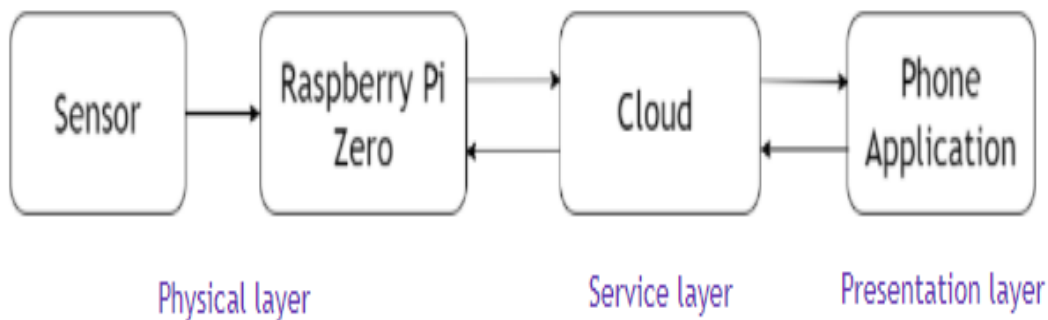 Sensor
Raspberry Pi
Zero
Cloud
Phone
Application
Physical layer
Service layer
Presentation layer